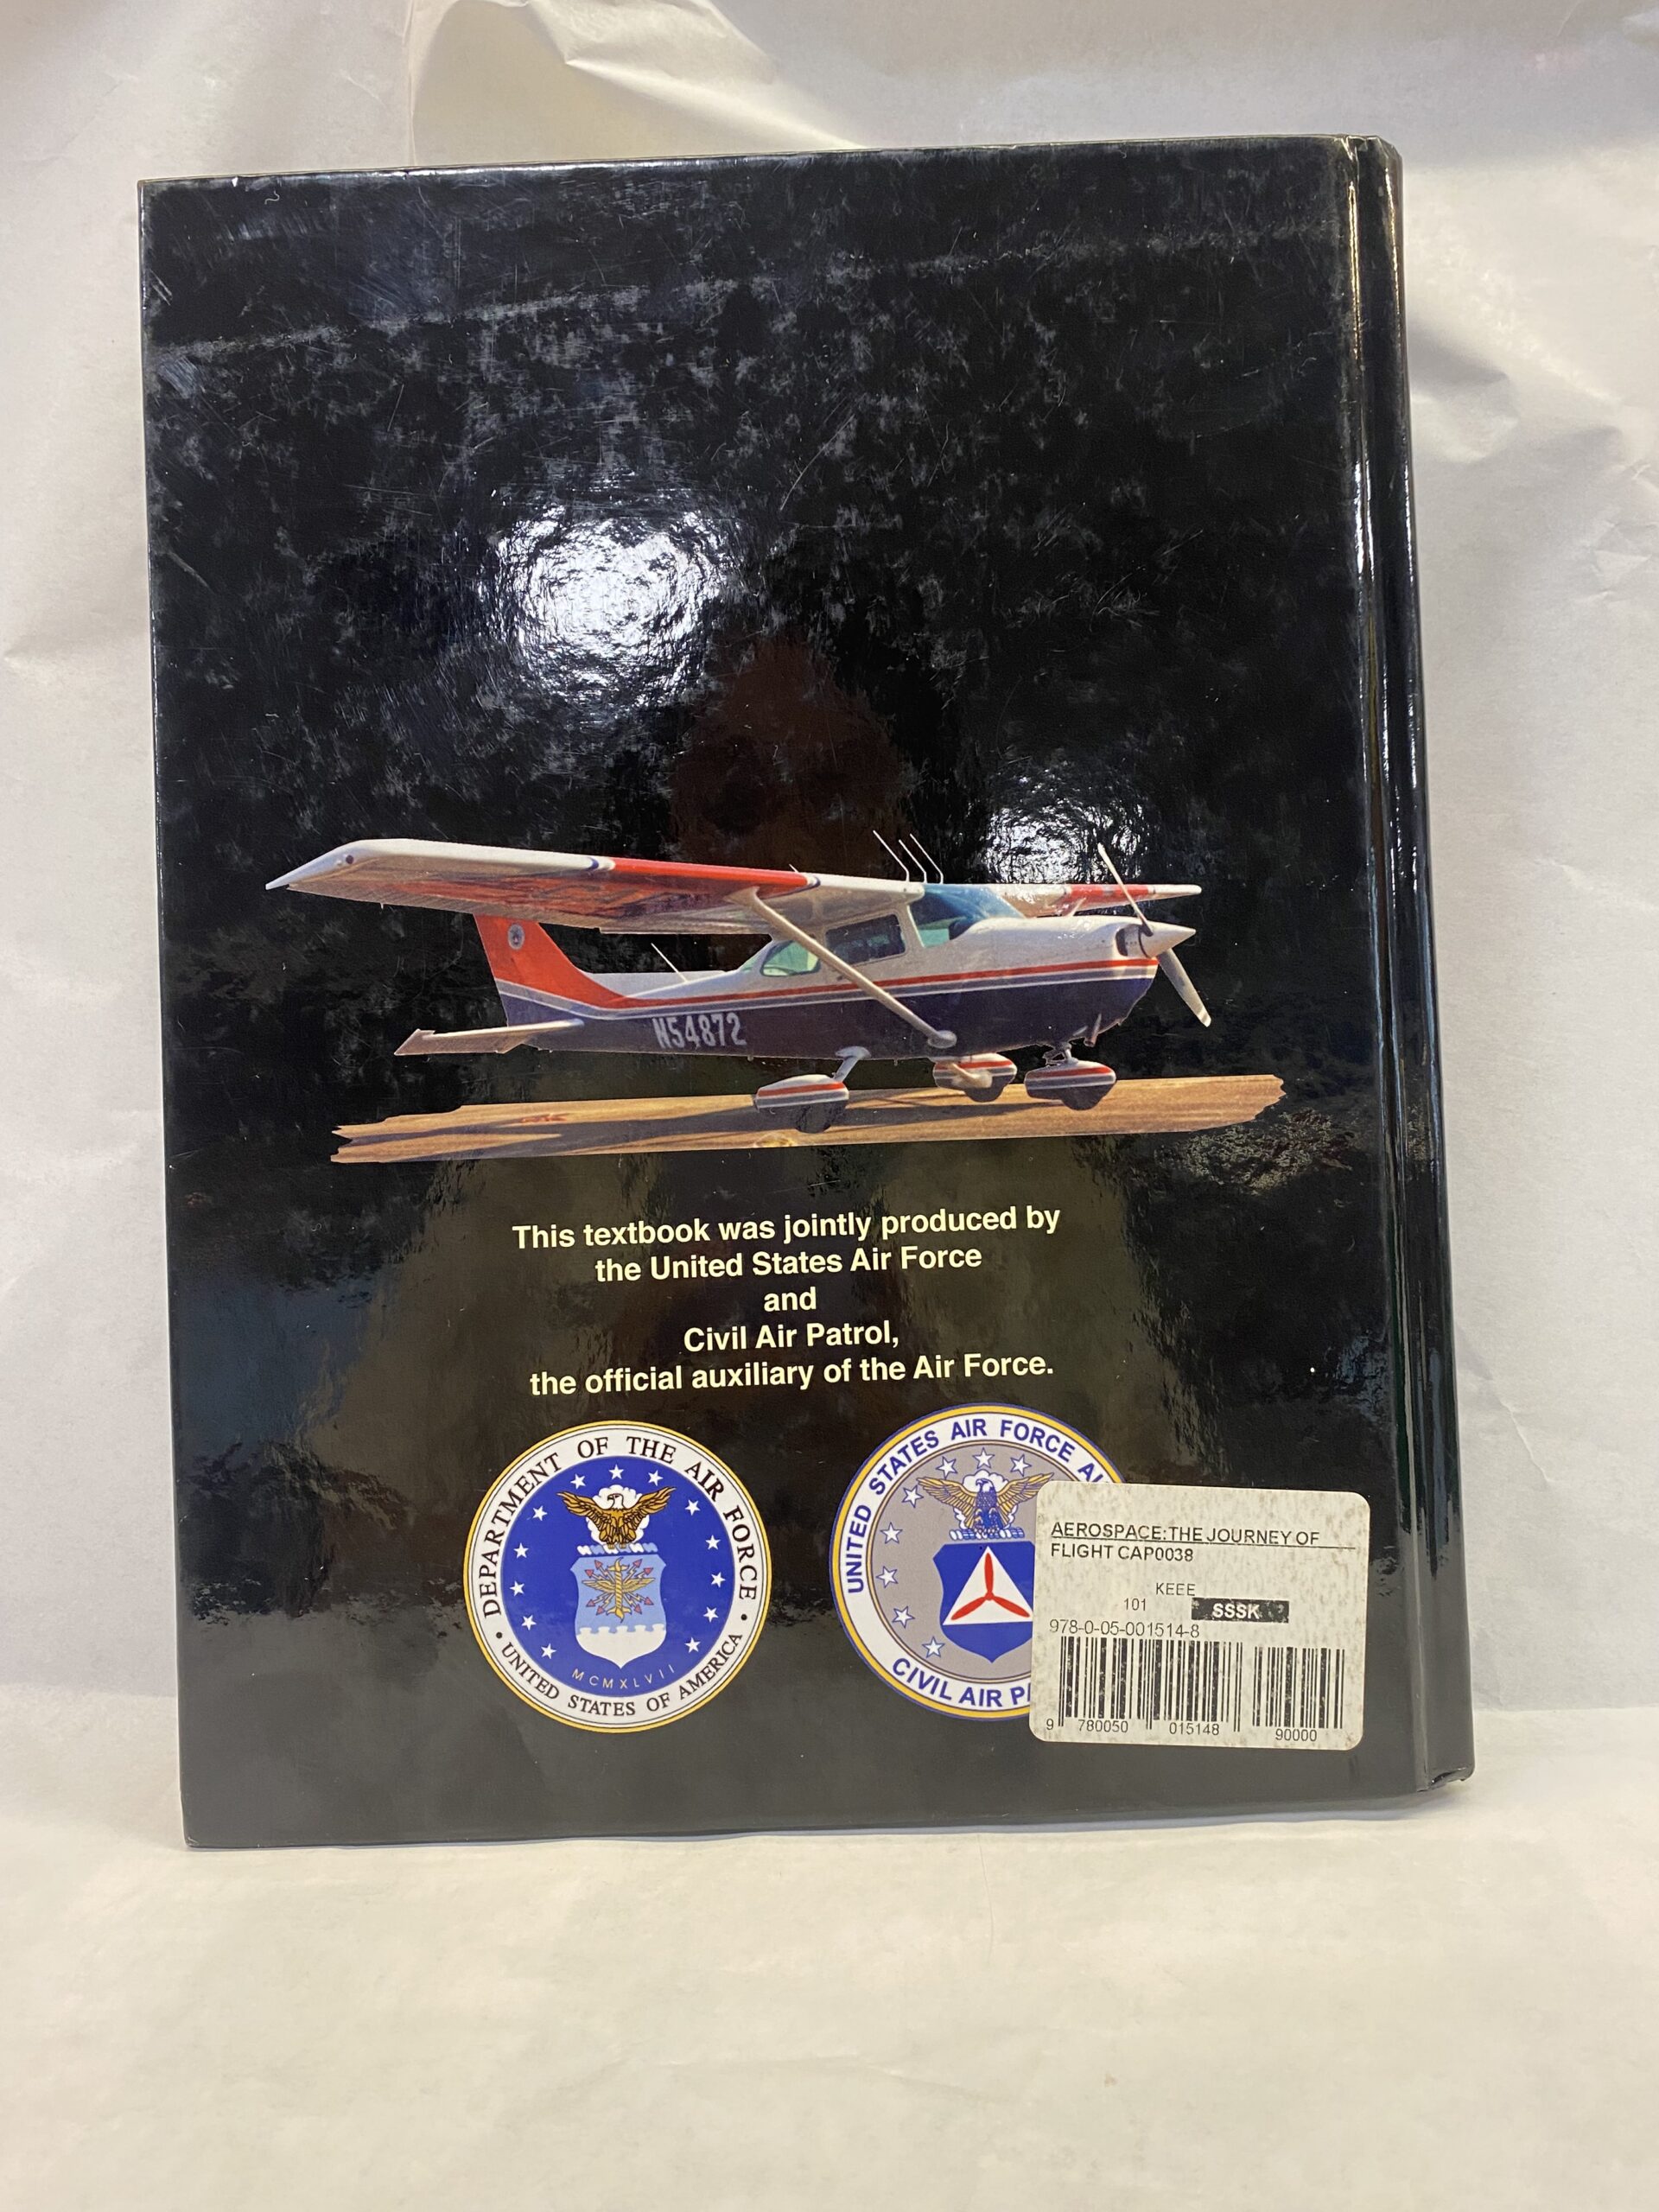 N54872
This textbook was jointly produced by
the United States Air Force
and
Civil Air Patrol,
the official auxiliary of the Air Force.
DEPARTMENT OF THE AIR FORCE
MCMXLVII
• UNITED STATES OF AMERICA •
UNITED STATES AIR FORCE
CIVIL AIR
AEROSPACE:THE JOURNEY OF
FLIGHT CAP0038
KEEE
101 SSSK
978-0-05-001514-8
9 780050 015148 90000